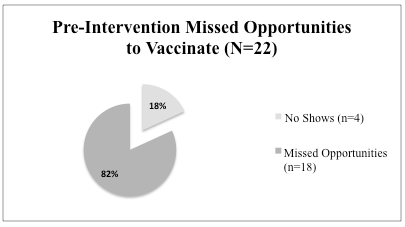 Pre-Intervention Missed Opportunities
to Vaccinate (N=22)
18%
82%
No Shows (n=4)
Missed Opportunities
(n=18)